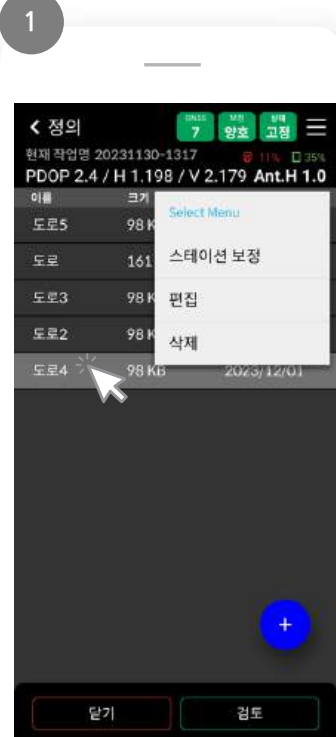 1
정의
GNSS 보정 상태
7 양호 고정
현재 작업명 20231130-1317 11% 35%
PDOP 2.4 / H 1.198 / V 2.179 Ant.H 1.0
이름 크기
Select Menu
도로5 98 K
스테이션 보정
도로 161
편집
도로3 98 K
도로2 98 K
삭제
도로4 98 KB 2023/12/01
+
닫기 검토